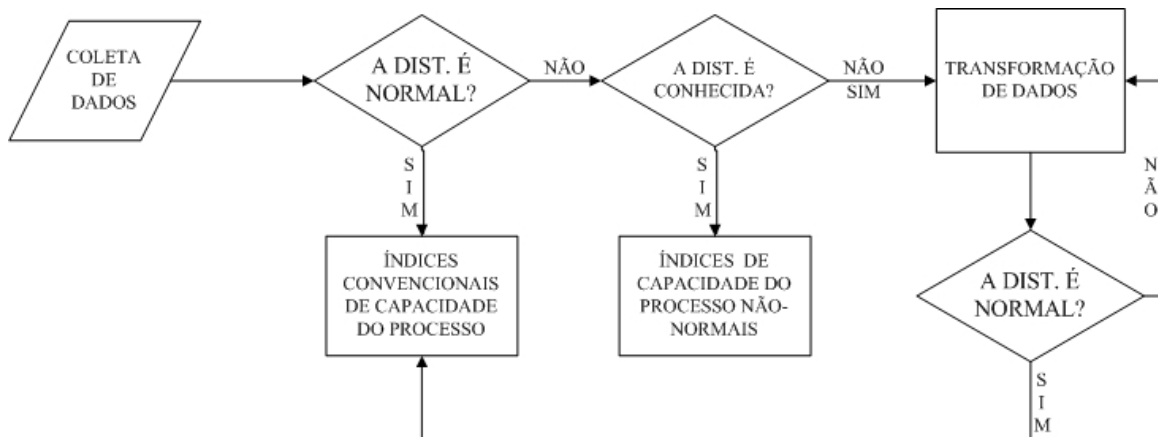 COLETA
DE
DADOS
A DIST. É
NORMAL?
NÃO
A DIST. É
CONHECIDA?
NÃO
SIM
TRANSFORMAÇÃO
DE DADOS
S
I
M
S
I
M
N
Ã
O
ÍNDICES
CONVENCIONAIS
DE CAPACIDADE
DO PROCESSO
ÍNDICES DE
CAPACIDADE DO
PROCESSO NÃO-
NORMAIS
A DIST. É
NORMAL?
S
I
M